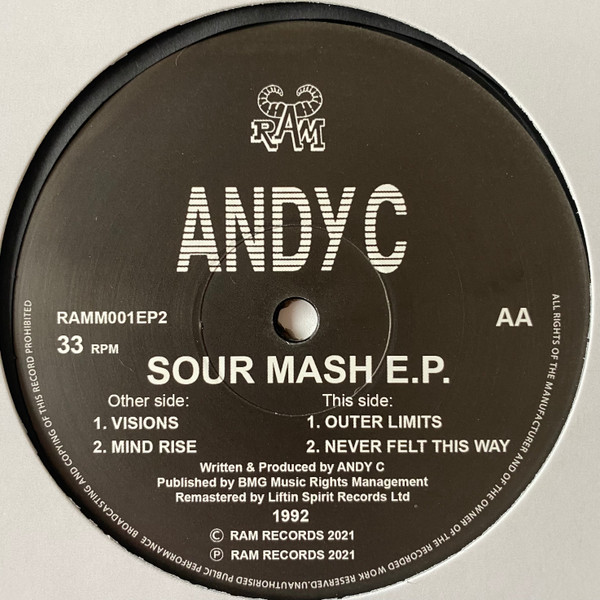 RAM
ANDY C
RAMM001EP2
AA
33 RPM
SOUR MASH E.P.
Other side:
1. VISIONS
2. MIND RISE
This side:
1. OUTER LIMITS
2. NEVER FELT THIS WAY
Written & Produced by ANDY C
Published by BMG Music Rights Management
Remastered by Liftin Spirit Records Ltd
1992
© RAM RECORDS 2021
℗ RAM RECORDS 2021
ALL RIGHTS OF THE MANUFACTURER AND OF THE OWNER OF THE RECORDED WORK RESERVED.UNAUTHORISED PUBLIC PERFORMANCE BROADCASTING AND COPYING OF THIS RECORD PROHIBITED